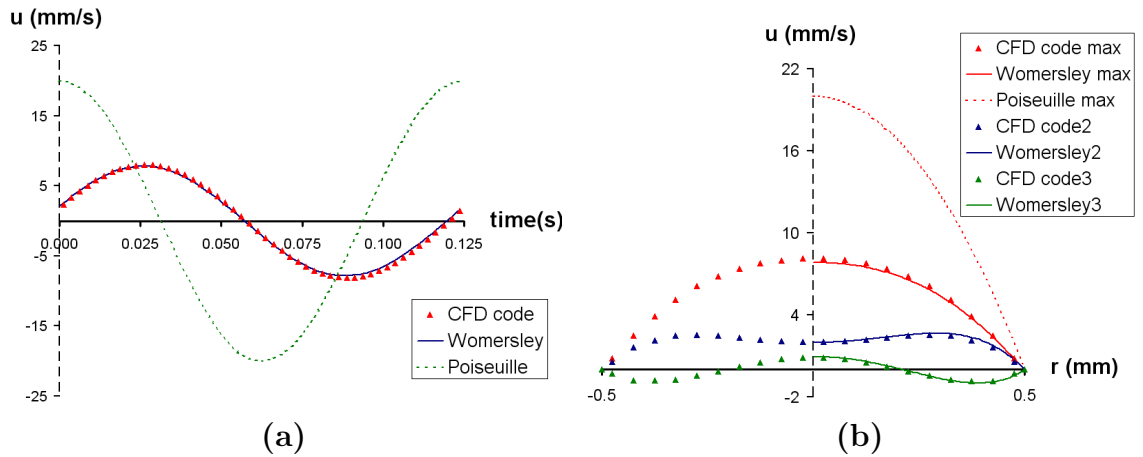 u (mm/s)
25
15
5
-5
-15
-25
0.000
0.025
0.050
0.075
0.100
0.125
time(s)
CFD code
Womersley
Poiseuille
(a)
u (mm/s)
22
16
10
4
-2
-0.5
0.5
r (mm)
CFD code max
Womersley max
Poiseuille max
CFD code2
Womersley2
CFD code3
Womersley3
(b)